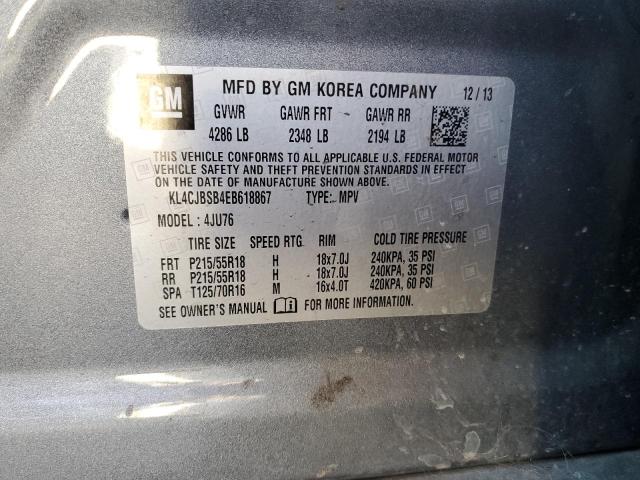 GM
MFD BY GM KOREA COMPANY 12 / 13
GVWR GAWR FRT GAWR RR
4286 LB 2348 LB 2194 LB
THIS VEHICLE CONFORMS TO ALL APPLICABLE U.S. FEDERAL MOTOR
VEHICLE SAFETY AND THEFT PREVENTION STANDARDS IN EFFECT
ON THE DATE OF MANUFACTURE SHOWN ABOVE.
KL4CJBSB4EB618867 TYPE: MPV
MODEL : 4JU76
TIRE SIZE SPEED RTG. RIM COLD TIRE PRESSURE
FRT P215/55R18 H 18x7.0J 240KPA, 35 PSI
RR P215/55R18 H 18x7.0J 240KPA, 35 PSI
SPA T125/70R16 M 16x4.0T 420KPA, 60 PSI
SEE OWNER'S MANUAL FOR MORE INFORMATION.